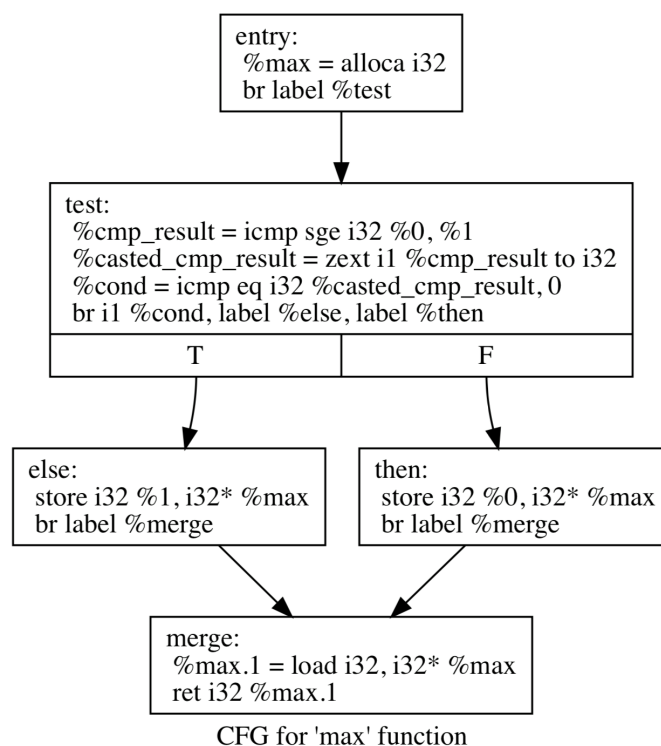 entry:
%max = alloca i32
br label %test
test:
%cmp_result = icmp sge i32 %0, %1
%casted_cmp_result = zext i1 %cmp_result to i32
%cond = icmp eq i32 %casted_cmp_result, 0
br i1 %cond, label %else, label %then
T
F
else:
store i32 %1, i32* %max
br label %merge
then:
store i32 %0, i32* %max
br label %merge
merge:
%max.1 = load i32, i32* %max
ret i32 %max.1
CFG for 'max' function